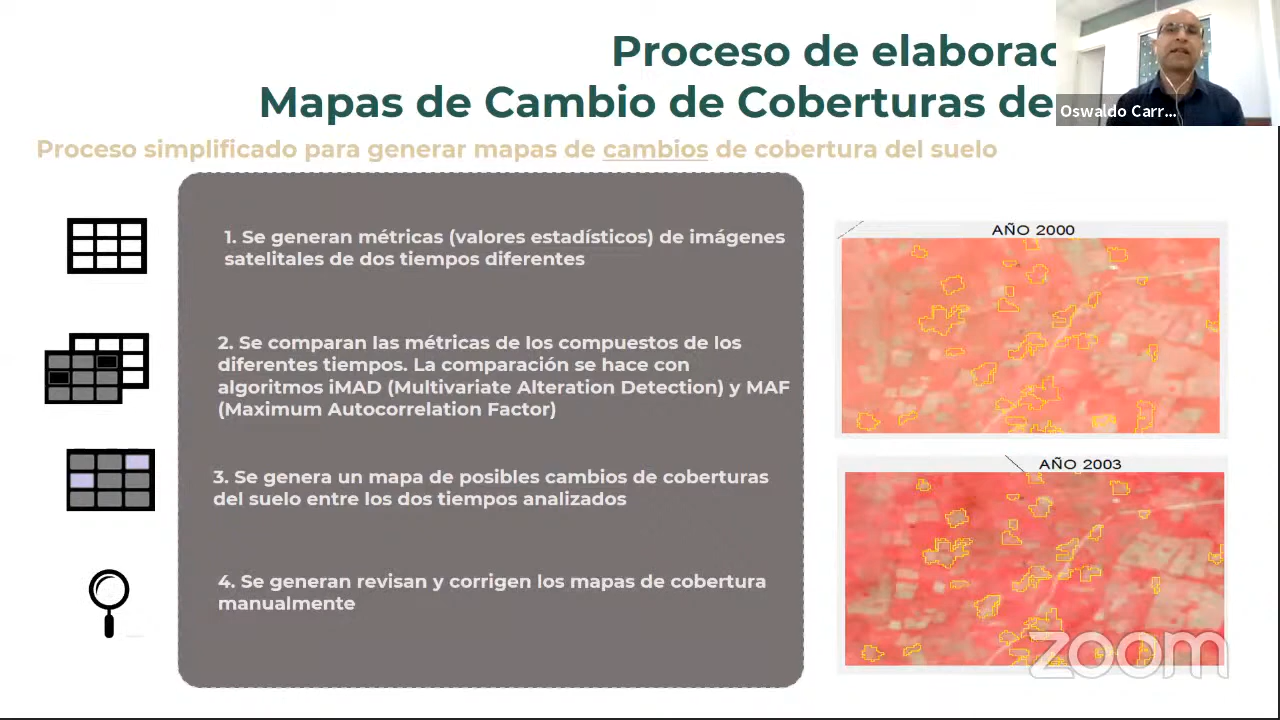 Proceso de elaborac
Mapas de Cambio de Coberturas de
Oswaldo Carr...
Proceso simplificado para generar mapas de cambios de cobertura del suelo
1. Se generan métricas (valores estadísticos) de imágenes
satelitales de dos tiempos diferentes
2. Se comparan las métricas de los compuestos de los
diferentes tiempos. La comparación se hace con
algoritmos iMAD (Multivariate Alteration Detection) y MAF
(Maximum Autocorrelation Factor)
3. Se genera un mapa de posibles cambios de coberturas
del suelo entre los dos tiempos analizados
4. Se generan revisan y corrigen los mapas de cobertura
manualmente
AÑO 2000
AÑO 2003
zoom